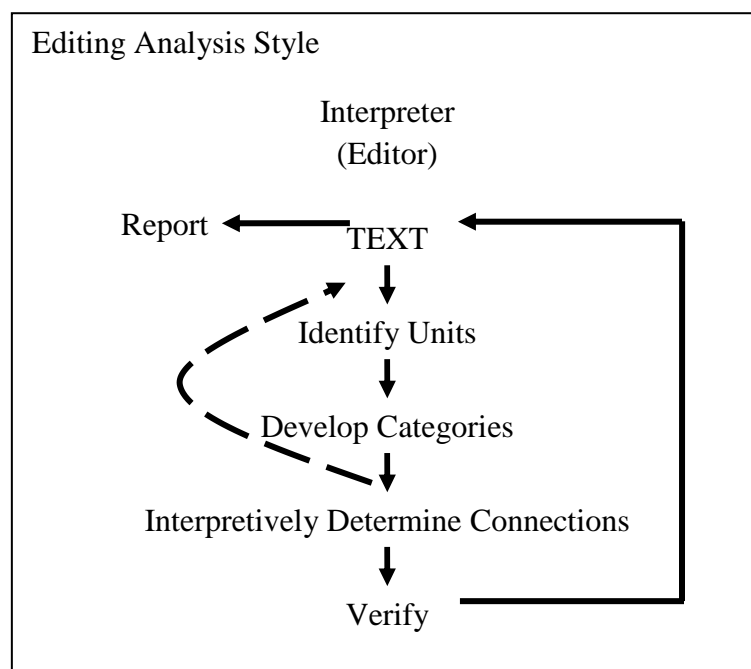 Editing Analysis Style
Interpreter
(Editor)
Report
TEXT
Identify Units
Develop Categories
Interpretively Determine Connections
Verify